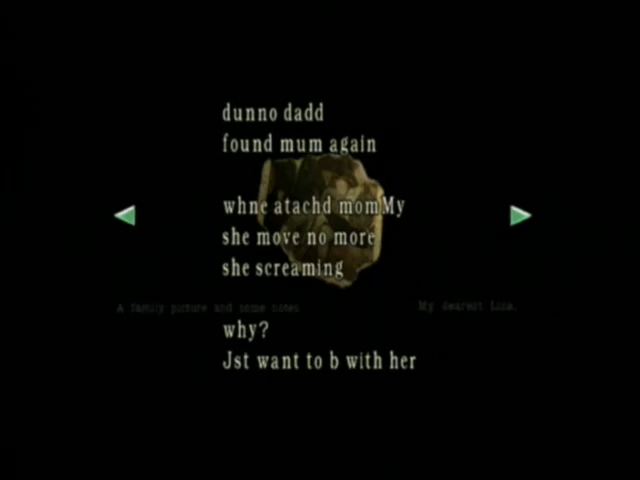 dunno dadd
found mum again
whne atachd momMy
she move no more
she screaming
A family picture and some notes
My dearest Lisa.
why?
Jst want to b with her